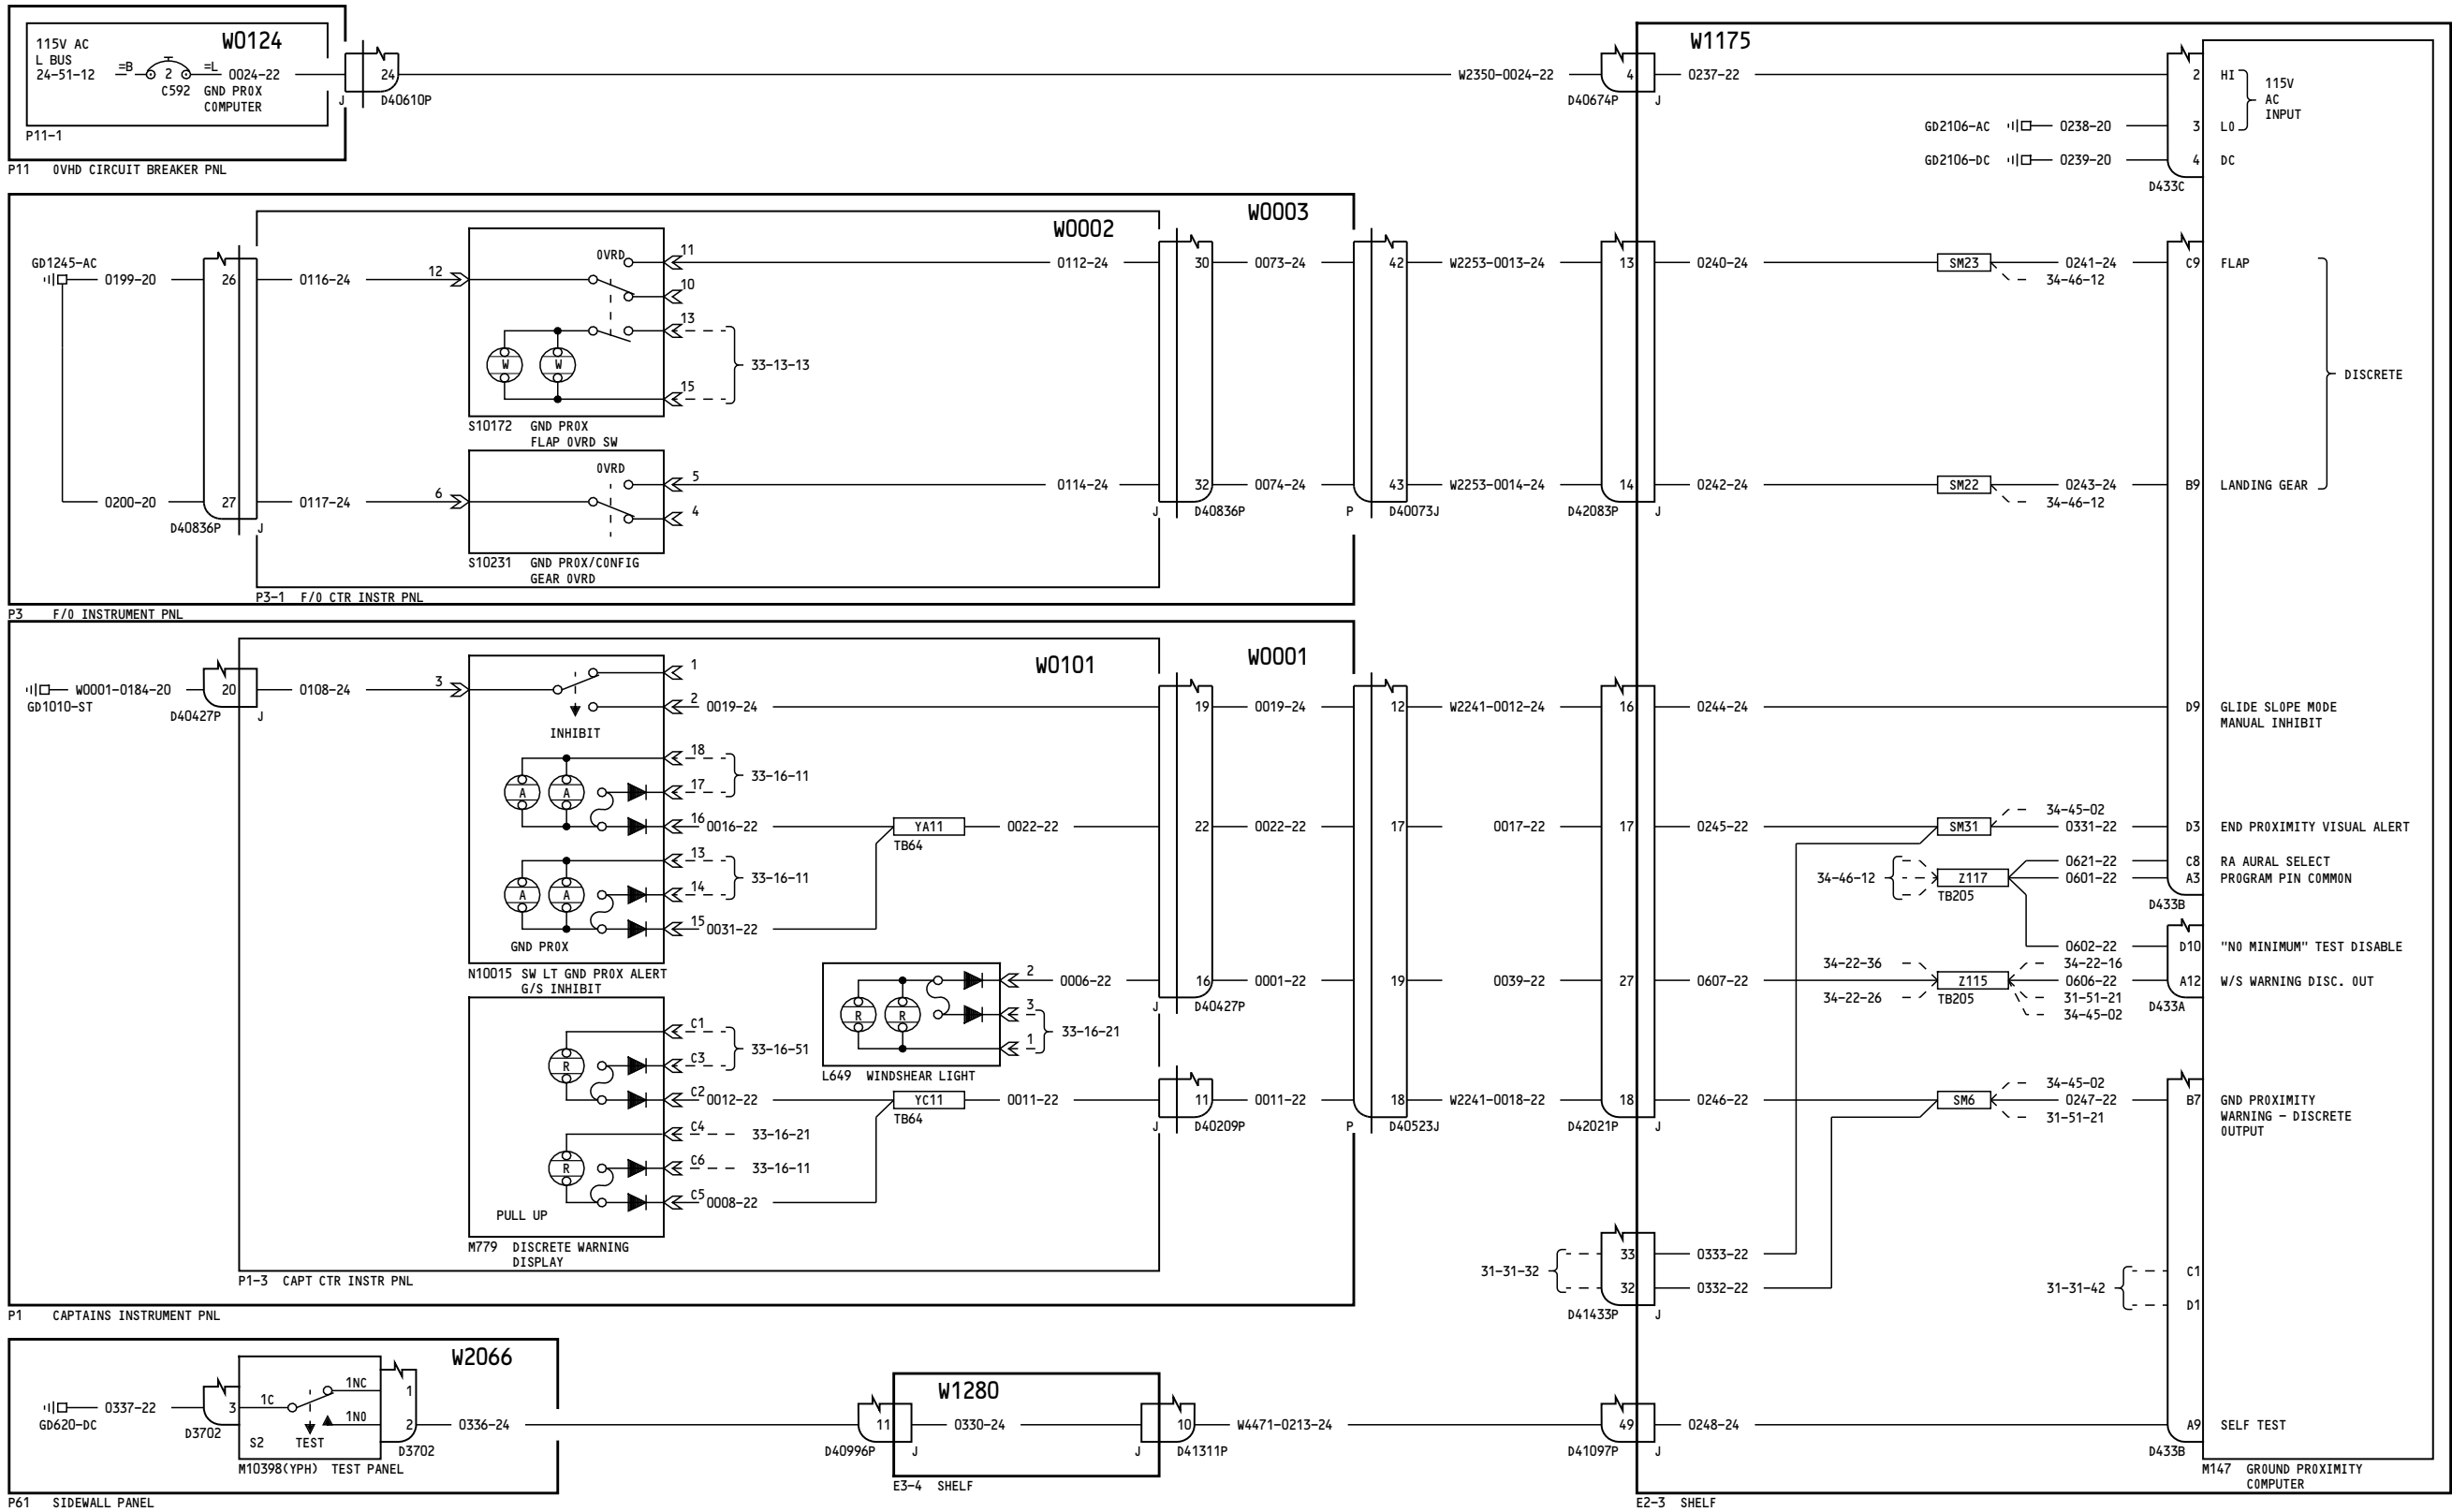 W0124
115V AC
L BUS
24-51-12
=B
2
=L
0024-22
C592
GND PROX
COMPUTER
P11-1
P11 OVHD CIRCUIT BREAKER PNL
24
J
D40610P
W2350-0024-22
4
D40674P
J
W1175
0237-22
2
HI
115V
AC
INPUT
GD2106-AC
0238-20
3
LO
GD2106-DC
0239-20
4
DC
D433C
W0003
W0002
GD1245-AC
0199-20
26
0116-24
12
OVRD
11
10
13
15
33-13-13
S10172 GND PROX
FLAP OVRD SW
0112-24
30
0073-24
42
W2253-0013-24
13
0240-24
SM23
0241-24
34-46-12
C9
FLAP
DISCRETE
0200-20
27
D40836P
J
0117-24
6
OVRD
5
4
S10231 GND PROX/CONFIG
GEAR OVRD
0114-24
32
J
D40836P
0074-24
43
P
D40073J
W2253-0014-24
14
D42083P
J
0242-24
SM22
0243-24
34-46-12
B9
LANDING GEAR
P3-1 F/O CTR INSTR PNL
P3 F/O INSTRUMENT PNL
W0101
W0001
W0001-0184-20
GD1010-ST
20
D40427P
J
0108-24
3
1
2
0019-24
INHIBIT
19
0019-24
12
W2241-0012-24
16
0244-24
D9
GLIDE SLOPE MODE
MANUAL INHIBIT
18
17
33-16-11
A
A
16
0016-22
YA11
TB64
0022-22
22
0022-22
17
0017-22
17
0245-22
SM31
34-45-02
0331-22
D3
END PROXIMITY VISUAL ALERT
13
14
33-16-11
A
A
15
0031-22
GND PROX
N10015 SW LT GND PROX ALERT
G/S INHIBIT
34-46-12
Z117
TB205
0621-22
C8
RA AURAL SELECT
0601-22
A3
PROGRAM PIN COMMON
D433B
0602-22
D10
"NO MINIMUM" TEST DISABLE
R
R
2
0006-22
3
1
33-16-21
L649 WINDSHEAR LIGHT
16
J
D40427P
0001-22
19
0039-22
27
0607-22
34-22-36
34-22-26
Z115
TB205
34-22-16
0606-22
31-51-21
34-45-02
A12
W/S WARNING DISC. OUT
D433A
C1
C3
33-16-51
R
C2
0012-22
YC11
TB64
0011-22
11
J
D40209P
0011-22
18
P
D40523J
W2241-0018-22
18
D42021P
J
0246-22
SM6
34-45-02
0247-22
31-51-21
B7
GND PROXIMITY
WARNING - DISCRETE
OUTPUT
C4
33-16-21
R
C6
33-16-11
C5
0008-22
PULL UP
M779 DISCRETE WARNING
DISPLAY
P1-3 CAPT CTR INSTR PNL
P1 CAPTAINS INSTRUMENT PNL
31-31-32
33
0333-22
32
0332-22
D41433P
J
31-31-42
C1
D1
W2066
GD620-DC
0337-22
3
D3702
1C
1NC
1NO
S2
TEST
1
2
D3702
0336-24
M10398(YPH) TEST PANEL
P61 SIDEWALL PANEL
11
D40996P
J
W1280
0330-24
10
J
D41311P
E3-4 SHELF
W4471-0213-24
49
D41097P
J
0248-24
A9
SELF TEST
D433B
M147 GROUND PROXIMITY
COMPUTER
E2-3 SHELF
W
W